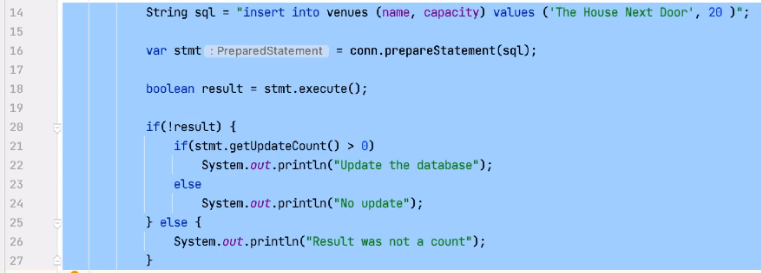 14 String sql = "insert into venues (name, capacity) values ('The House Next Door', 20 )";
15
16 var stmt : PreparedStatement = conn.prepareStatement(sql);
17
18 boolean result = stmt.execute();
19
20 if(!result) {
21 if(stmt.getUpdateCount() > 0)
22 System.out.println("Update the database");
23 else
24 System.out.println("No update");
25 } else {
26 System.out.println("Result was not a count");
27 }